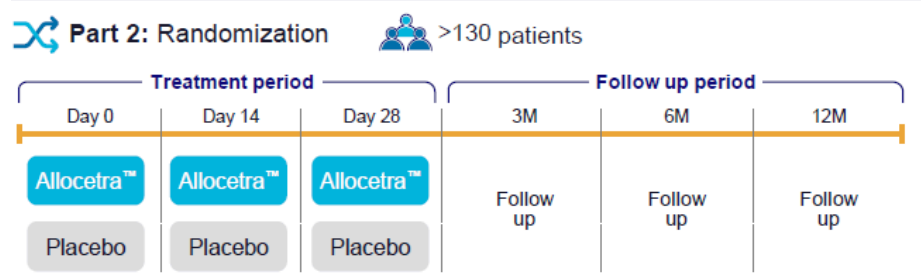 Part 2: Randomization
>130 patients
Treatment period
Follow up period
Day 0
Day 14
Day 28
3M
6M
12M
Allocetra™
Allocetra™
Allocetra™
Follow
up
Follow
up
Follow
up
Placebo
Placebo
Placebo